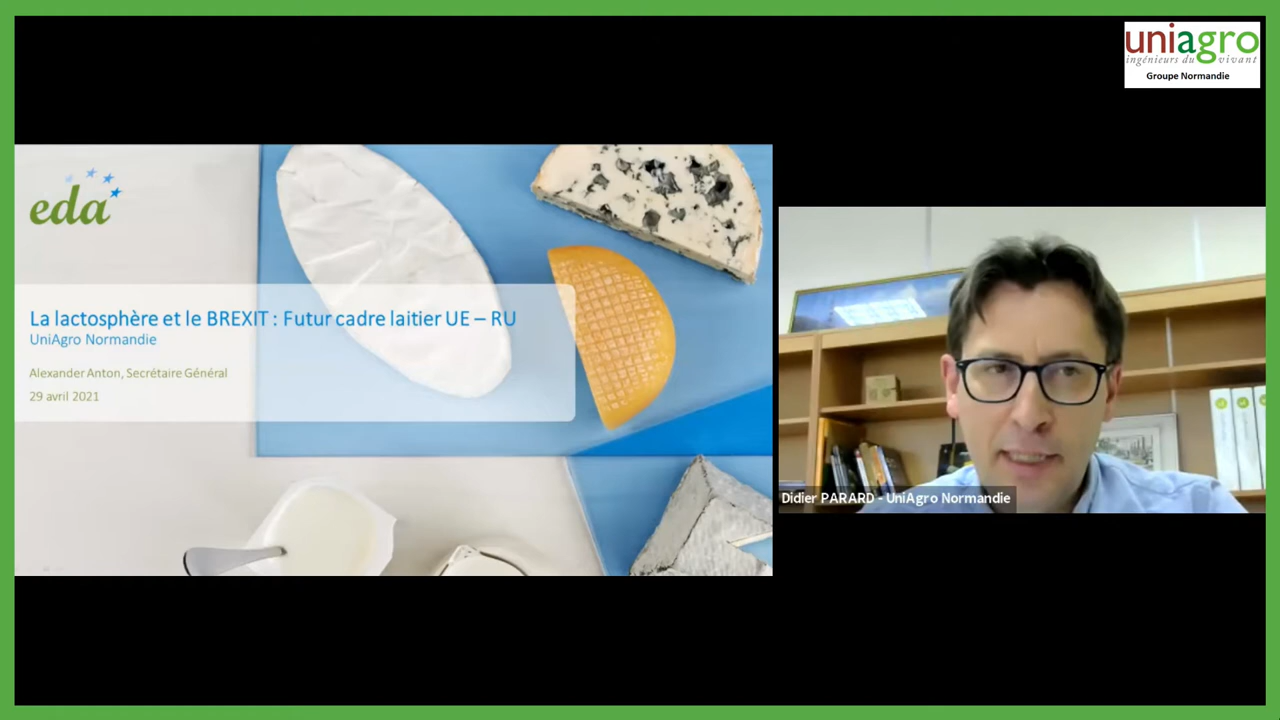 uniagro
ingénieurs du vivant
Groupe Normandie
eda
La lactosphère et le BREXIT : Futur cadre laitier UE – RU
UniAgro Normandie
Alexander Anton, Secrétaire Général
29 avril 2021
Didier PARARD - UniAgro Normandie